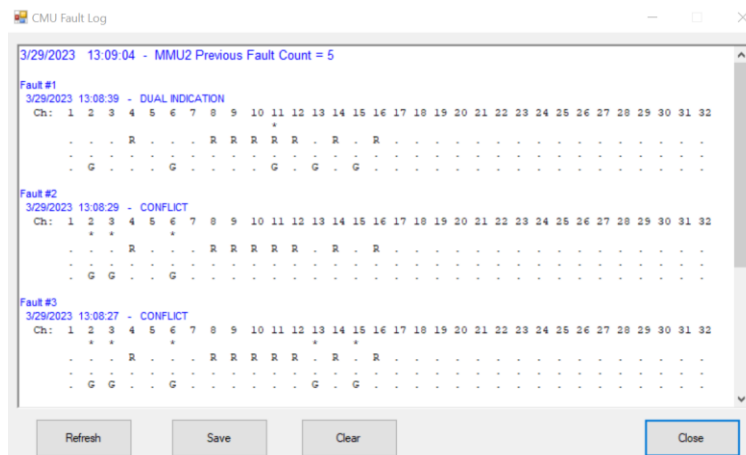 CMU Fault Log
3/29/2023 13:09:04 - MMU2 Previous Fault Count = 5
Fault #1
3/29/2023 13:08:39 - DUAL INDICATION
Ch: 1 2 3 4 5 6 7 8 9 10 11 12 13 14 15 16 17 18 19 20 21 22 23 24 25 26 27 28 29 30 31 32
*
. . . R . . . R R R R R . R . R . . . . . . . . . . . . . . . .
. . . . . . . . . . . . . . . . . . . . . . . . . . . . . . . .
. G . . . G . . . . G . G . G . . . . . . . . . . . . . . . . .
Fault #2
3/29/2023 13:08:29 - CONFLICT
Ch: 1 2 3 4 5 6 7 8 9 10 11 12 13 14 15 16 17 18 19 20 21 22 23 24 25 26 27 28 29 30 31 32
* * *
. . . R . . . R R R R R . R . R . . . . . . . . . . . . . . . .
. . . . . . . . . . . . . . . . . . . . . . . . . . . . . . . .
. G G . . G . . . . . . . . . . . . . . . . . . . . . . . . . .
Fault #3
3/29/2023 13:08:27 - CONFLICT
Ch: 1 2 3 4 5 6 7 8 9 10 11 12 13 14 15 16 17 18 19 20 21 22 23 24 25 26 27 28 29 30 31 32
* * * * *
. . . R . . . R R R R R . R . R . . . . . . . . . . . . . . . .
. . . . . . . . . . . . . . . . . . . . . . . . . . . . . . . .
. G G . . G . . . . . . G . G . . . . . . . . . . . . . . . . .
Refresh Save Clear Close